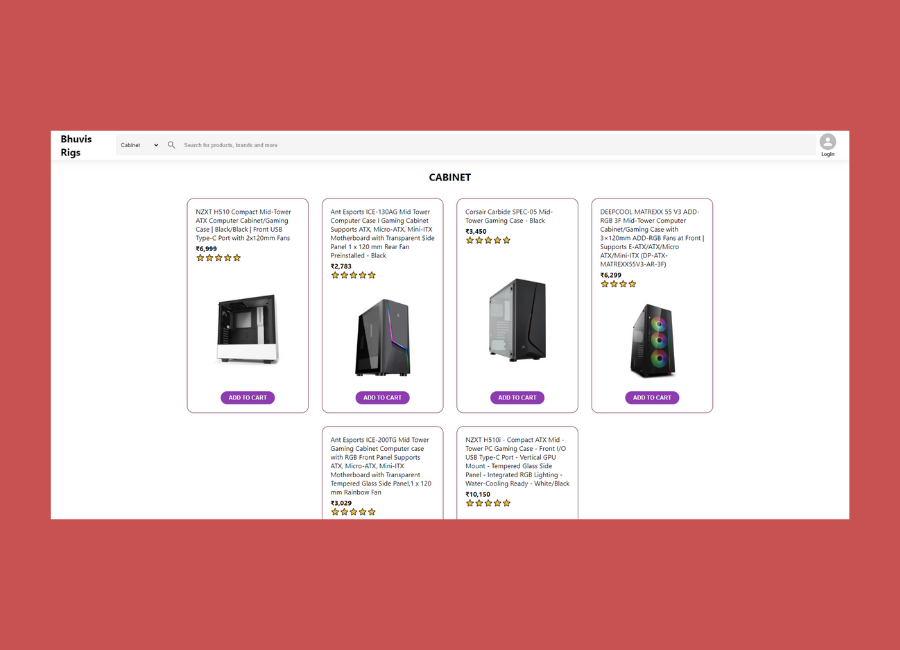 Bhuvis
Rigs
Cabinet
Search for products, brands and more
Login
CABINET
NZXT H510 Compact Mid-Tower
ATX Computer Cabinet/Gaming
Case | Black/Black | Front USB
Type-C Port with 2x120mm Fans
₹6,999
ADD TO CART
Ant Esports ICE-130AG Mid Tower
Computer Case I Gaming Cabinet
Supports ATX, Micro-ATX, Mini-ITX
Motherboard with Transparent Side
Panel 1 x 120 mm Rear Fan
Preinstalled - Black
₹2,783
ADD TO CART
Corsair Carbide SPEC-05 Mid-
Tower Gaming Case - Black
₹3,450
ADD TO CART
DEEPCOOL MATREXX 55 V3 ADD-
RGB 3F Mid-Tower Computer
Cabinet/Gaming Case with
3×120mm ADD-RGB Fans at Front |
Supports E-ATX/ATX/Micro
ATX/Mini-ITX (DP-ATX-
MATREXX55V3-AR-3F)
₹6,299
ADD TO CART
Ant Esports ICE-200TG Mid Tower
Gaming Cabinet Computer case
with RGB Front Panel Supports
ATX, Micro-ATX, Mini-ITX
Motherboard with Transparent
Tempered Glass Side Panel,1 x 120
mm Rainbow Fan
₹3,029
NZXT H510i - Compact ATX Mid -
Tower PC Gaming Case - Front I/O
USB Type-C Port - Vertical GPU
Mount - Tempered Glass Side
Panel - Integrated RGB Lighting -
Water-Cooling Ready - White/Black
₹10,150